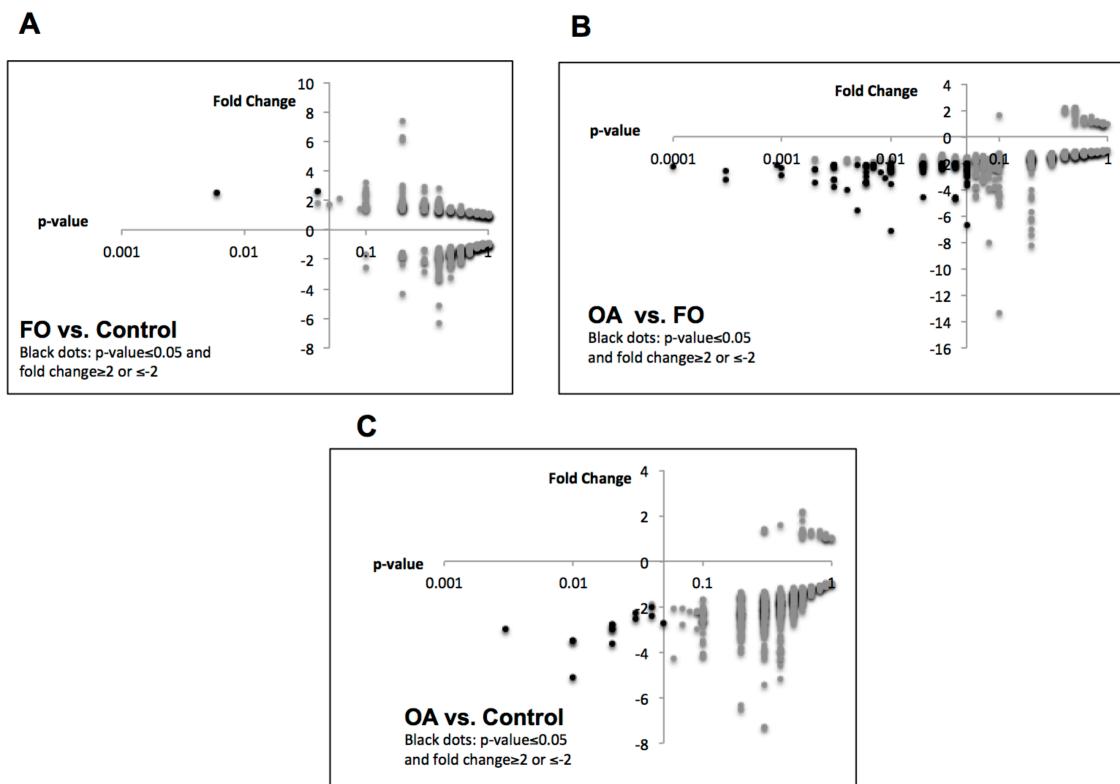 A
Fold Change
10
8
6
4
2
0
-2
-4
-6
-8
p-value
0.001
0.01
0.1
1
FO vs. Control
Black dots: p-value≤0.05 and
fold change≥2 or ≤-2
B
Fold Change
4
2
0
-2
-4
-6
-8
-10
-12
-14
-16
p-value
0.0001
0.001
0.01
0.1
1
OA vs. FO
Black dots: p-value≤0.05
and fold change≥2 or ≤-2
C
Fold Change
4
2
0
-2
-4
-6
-8
p-value
0.001
0.01
0.1
1
OA vs. Control
Black dots: p-value≤0.05
and fold change≥2 or ≤-2